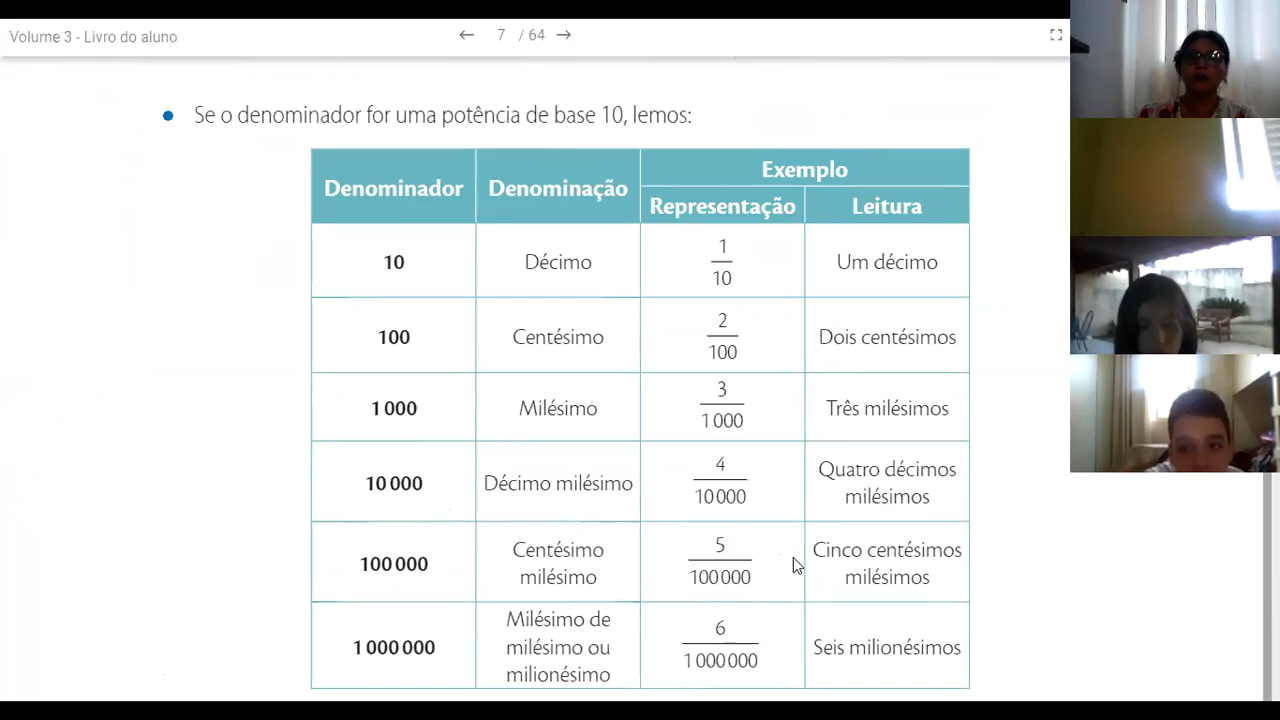 Volume 3 - Livro do aluno
← 7 / 64 →
• Se o denominador for uma potência de base 10, lemos:
Denominador Denominação Exemplo
Representação Leitura
10 Décimo 1/10 Um décimo
100 Centésimo 2/100 Dois centésimos
1 000 Milésimo 3/1 000 Três milésimos
10 000 Décimo milésimo 4/10 000 Quatro décimos
milésimos
100 000 Centésimo
milésimo 5/100 000 Cinco centésimos
milésimos
1 000 000 Milésimo de
milésimo ou
milionésimo 6/1 000 000 Seis milionésimos